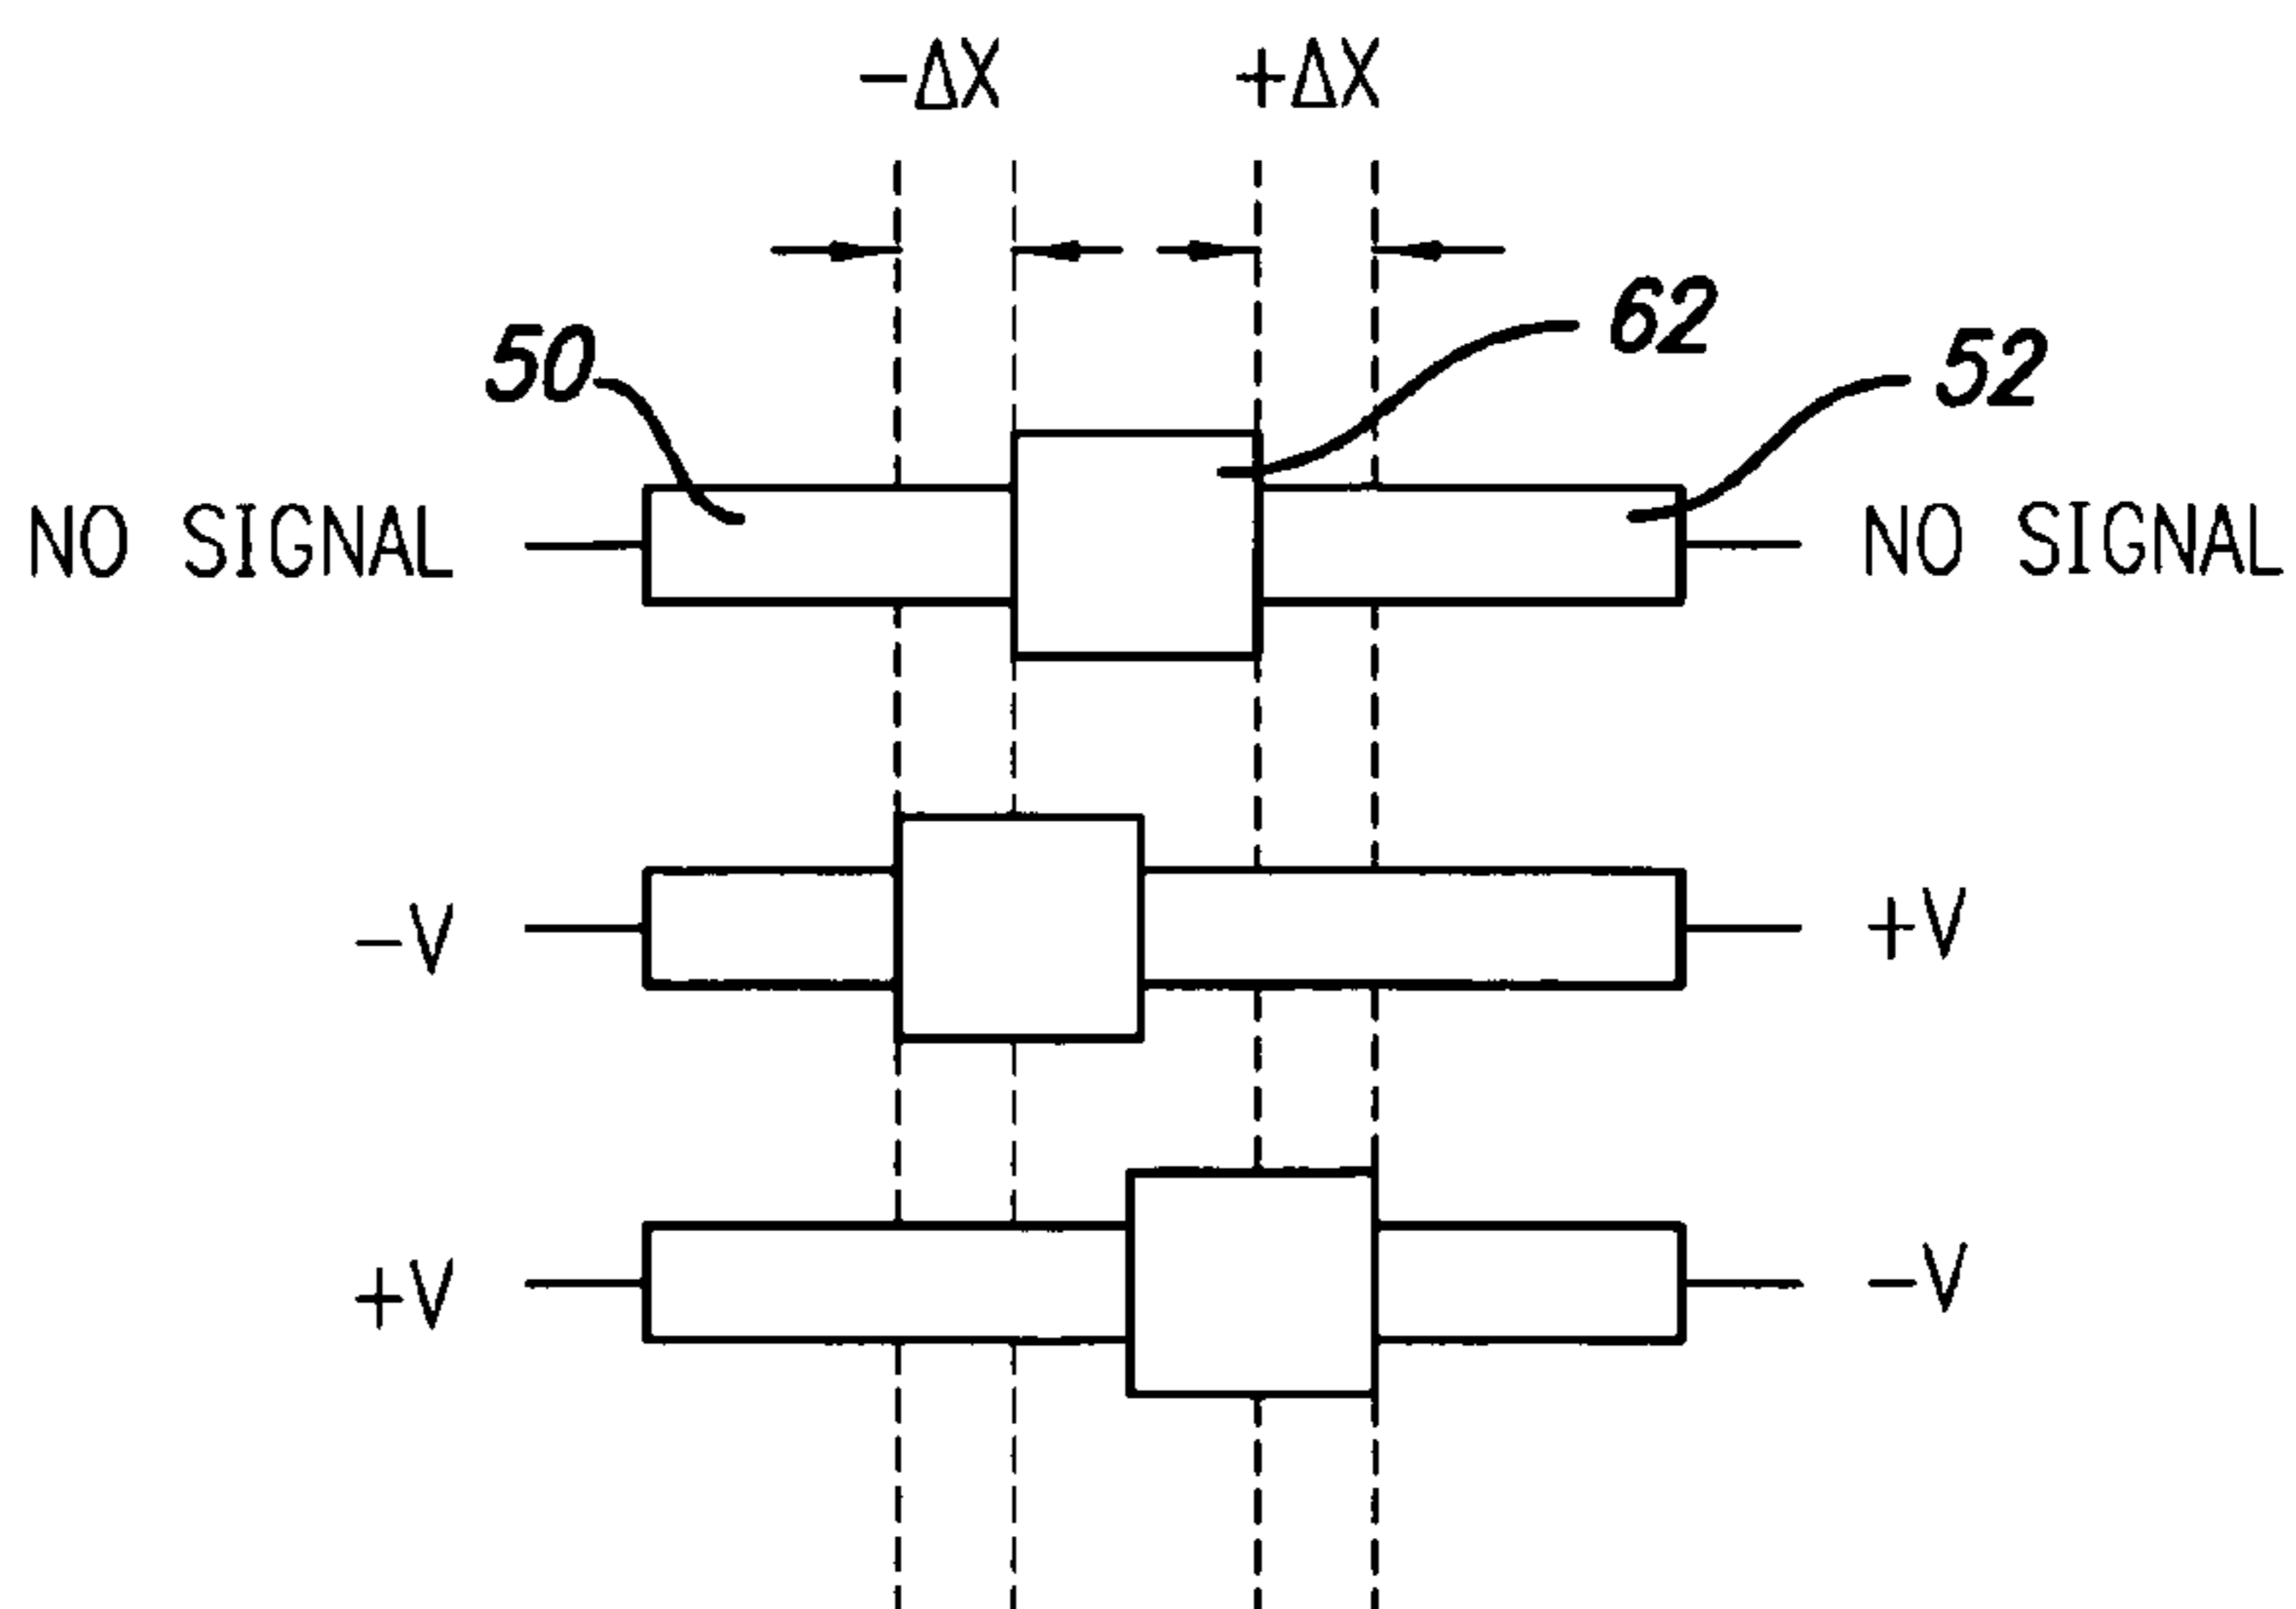 −ΔX +ΔX
62
50 52
NO SIGNAL NO SIGNAL
−V +V
+V −V